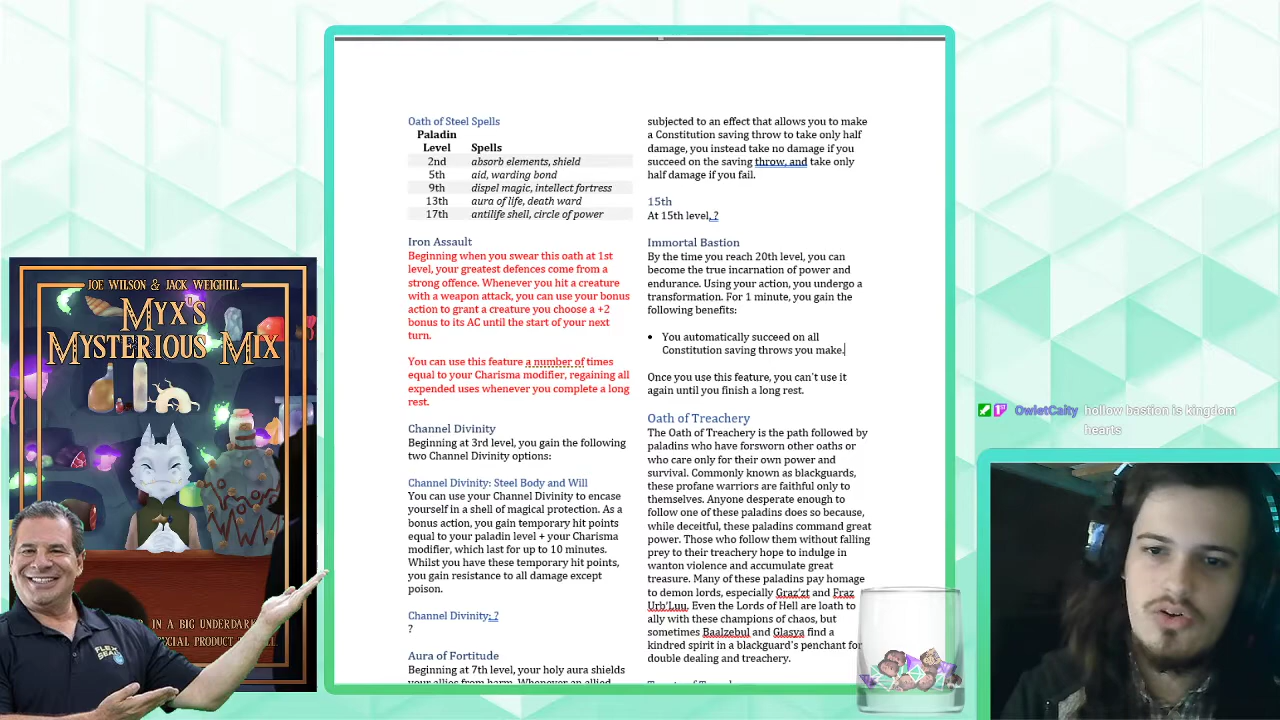 Oath of Steel Spells
Paladin
Level Spells
2nd absorb elements, shield
5th aid, warding bond
9th dispel magic, intellect fortress
13th aura of life, death ward
17th antilife shell, circle of power
Iron Assault
Beginning when you swear this oath at 1st
level, your greatest defences come from a
strong offence. Whenever you hit a creature
with a weapon attack, you can use your bonus
action to grant a creature you choose a +2
bonus to its AC until the start of your next
turn.
You can use this feature a number of times
equal to your Charisma modifier, regaining all
expended uses whenever you complete a long
rest.
Channel Divinity
Beginning at 3rd level, you gain the following
two Channel Divinity options:
Channel Divinity: Steel Body and Will
You can use your Channel Divinity to encase
yourself in a shell of magical protection. As a
bonus action, you gain temporary hit points
equal to your paladin level + your Charisma
modifier, which last for up to 10 minutes.
Whilst you have these temporary hit points,
you gain resistance to all damage except
poison.
Channel Divinity: ?
?
Aura of Fortitude
Beginning at 7th level, your holy aura shields
your allies from harm. Whenever an allied
subjected to an effect that allows you to make
a Constitution saving throw to take only half
damage, you instead take no damage if you
succeed on the saving throw, and take only
half damage if you fail.
15th
At 15th level, ?
Immortal Bastion
By the time you reach 20th level, you can
become the true incarnation of power and
endurance. Using your action, you undergo a
transformation. For 1 minute, you gain the
following benefits:
• You automatically succeed on all
Constitution saving throws you make.
Once you use this feature, you can't use it
again until you finish a long rest.
Oath of Treachery
The Oath of Treachery is the path followed by
paladins who have forsworn other oaths or
who care only for their own power and
survival. Commonly known as blackguards,
these profane warriors are faithful only to
themselves. Anyone desperate enough to
follow one of these paladins does so because,
while deceitful, these paladins command great
power. Those who follow them without falling
prey to their treachery hope to indulge in
wanton violence and accumulate great
treasure. Many of these paladins pay homage
to demon lords, especially Graz'zt and Fraz
Urb'Luu. Even the Lords of Hell are loath to
ally with these champions of chaos, but
sometimes Baalzebul and Glasya find a
kindred spirit in a blackguard's penchant for
double dealing and treachery.
JOE WILSON & JACK WEIGHILL
MYX'S
MYSTERIOUS MIX
IN A BIG UNDERDARK
OwletCaity hollow bastion is kingdom
hearts